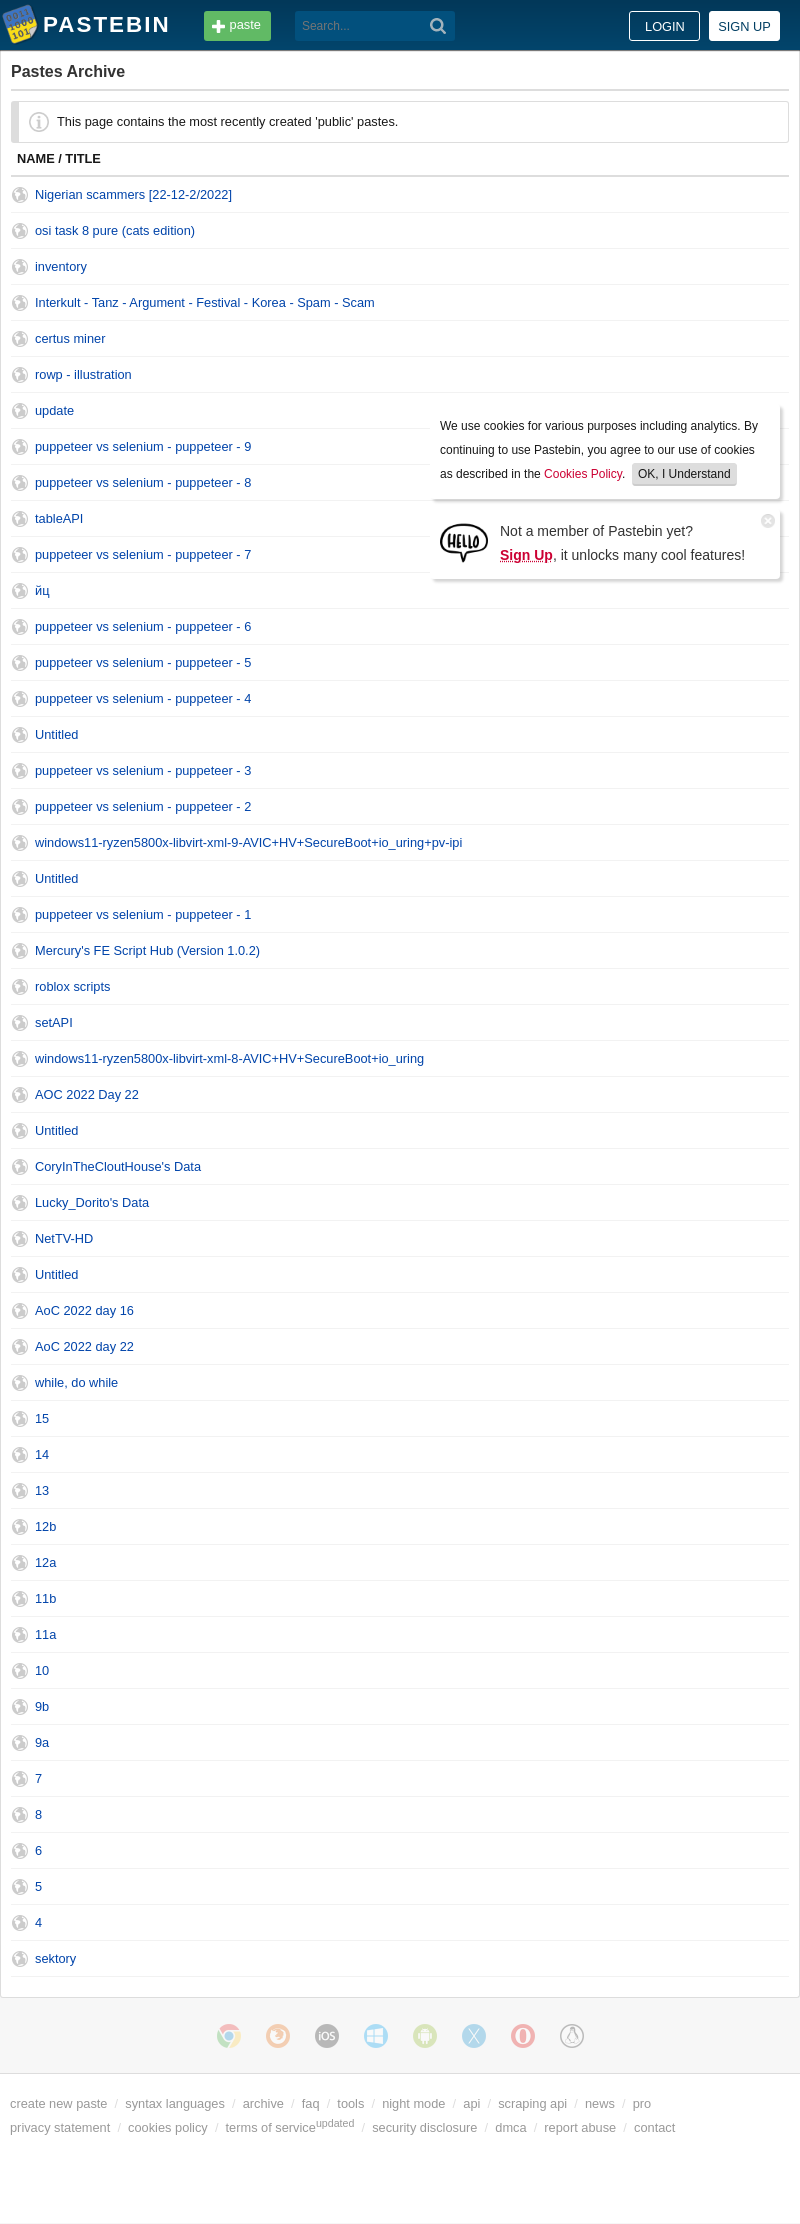 PASTEBIN paste Search... LOGIN SIGN UP
Pastes Archive
This page contains the most recently created 'public' pastes.
NAME / TITLE
Nigerian scammers [22-12-2/2022]
osi task 8 pure (cats edition)
inventory
Interkult - Tanz - Argument - Festival - Korea - Spam - Scam
certus miner
rowp - illustration
update
puppeteer vs selenium - puppeteer - 9
puppeteer vs selenium - puppeteer - 8
tableAPI
puppeteer vs selenium - puppeteer - 7
йц
puppeteer vs selenium - puppeteer - 6
puppeteer vs selenium - puppeteer - 5
puppeteer vs selenium - puppeteer - 4
Untitled
puppeteer vs selenium - puppeteer - 3
puppeteer vs selenium - puppeteer - 2
windows11-ryzen5800x-libvirt-xml-9-AVIC+HV+SecureBoot+io_uring+pv-ipi
Untitled
puppeteer vs selenium - puppeteer - 1
Mercury's FE Script Hub (Version 1.0.2)
roblox scripts
setAPI
windows11-ryzen5800x-libvirt-xml-8-AVIC+HV+SecureBoot+io_uring
AOC 2022 Day 22
Untitled
CoryInTheCloutHouse's Data
Lucky_Dorito's Data
NetTV-HD
Untitled
AoC 2022 day 16
AoC 2022 day 22
while, do while
15
14
13
12b
12a
11b
11a
10
9b
9a
7
8
6
5
4
sektory
We use cookies for various purposes including analytics. By
continuing to use Pastebin, you agree to our use of cookies
as described in the Cookies Policy. OK, I Understand
HELLO
Not a member of Pastebin yet?
Sign Up, it unlocks many cool features!
iOS
create new paste / syntax languages / archive / faq / tools / night mode / api / scraping api / news / pro
privacy statement / cookies policy / terms of serviceupdated / security disclosure / dmca / report abuse / contact